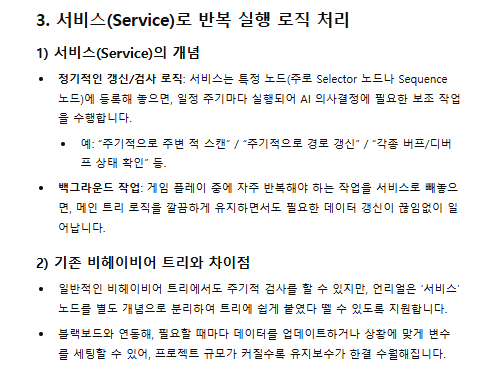 3. 서비스(Service)로 반복 실행 로직 처리
1) 서비스(Service)의 개념
• 정기적인 갱신/검사 로직: 서비스는 특정 노드(주로 Selector 노드나 Sequence
노드)에 등록해 놓으면, 일정 주기마다 실행되어 AI 의사결정에 필요한 보조 작업
을 수행합니다.
• 예: “주기적으로 주변 적 스캔” / “주기적으로 경로 갱신” / “각종 버프/디버
프 상태 확인” 등.
• 백그라운드 작업: 게임 플레이 중에 자주 반복해야 하는 작업을 서비스로 빼놓으
면, 메인 트리 로직을 깔끔하게 유지하면서도 필요한 데이터 갱신이 끊임없이 일
어납니다.
2) 기존 비헤이비어 트리와 차이점
• 일반적인 비헤이비어 트리에서도 주기적 검사를 할 수 있지만, 언리얼은 ‘서비스’
노드를 별도 개념으로 분리하여 트리에 쉽게 붙였다 뗄 수 있도록 지원합니다.
• 블랙보드와 연동해, 필요할 때마다 데이터를 업데이트하거나 상황에 맞게 변수
를 세팅할 수 있어, 프로젝트 규모가 커질수록 유지보수가 한결 수월해집니다.